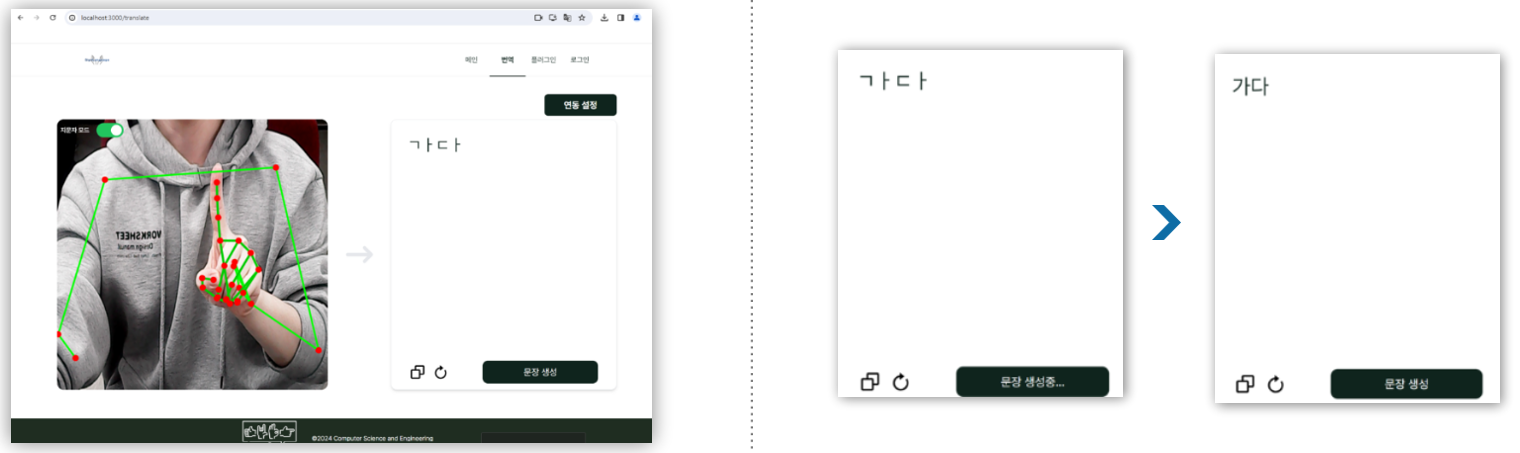 localhost:3000/translate
메인 번역 플러그인 로그인
연동 설정
지문자 모드
ㄱㅏㄷㅏ
WORKSHEET
Design manual
문장 생성
©2024 Computer Science and Engineering
ㄱㅏㄷㅏ
문장 생성중...
가다
문장 생성